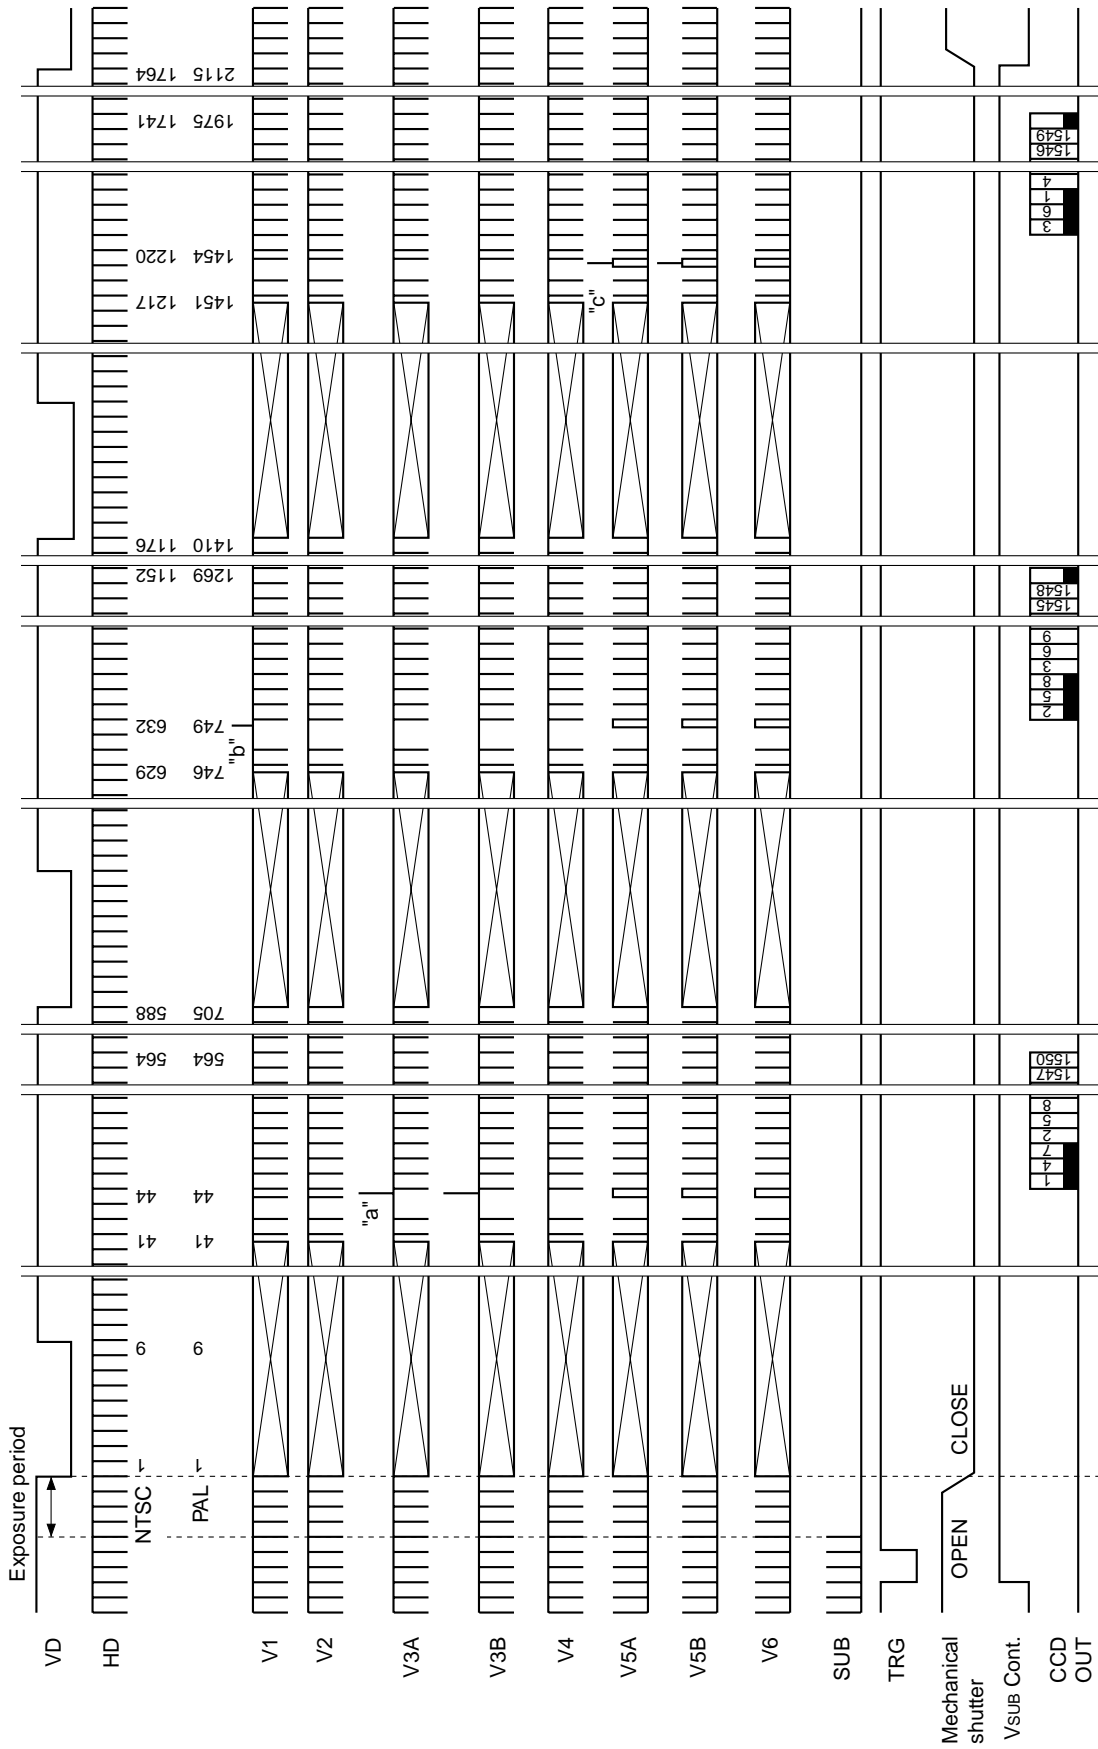 Exposure period
VD
HD
NTSC
1
9
41
44
564
588
629
632
1152
1176
1217
1220
1741
1764
PAL
1
9
41
44
564
705
746
749
1269
1410
1451
1454
1975
2115
"b"
V1
V2
"a"
V3A
V3B
V4
"c"
V5A
V5B
V6
SUB
TRG
Mechanical
shutter
OPEN
CLOSE
VSUB Cont.
CCD
OUT
1
4
7
2
5
8
1547
1550
2
5
8
3
6
9
1545
1548
3
6
1
4
1546
1549